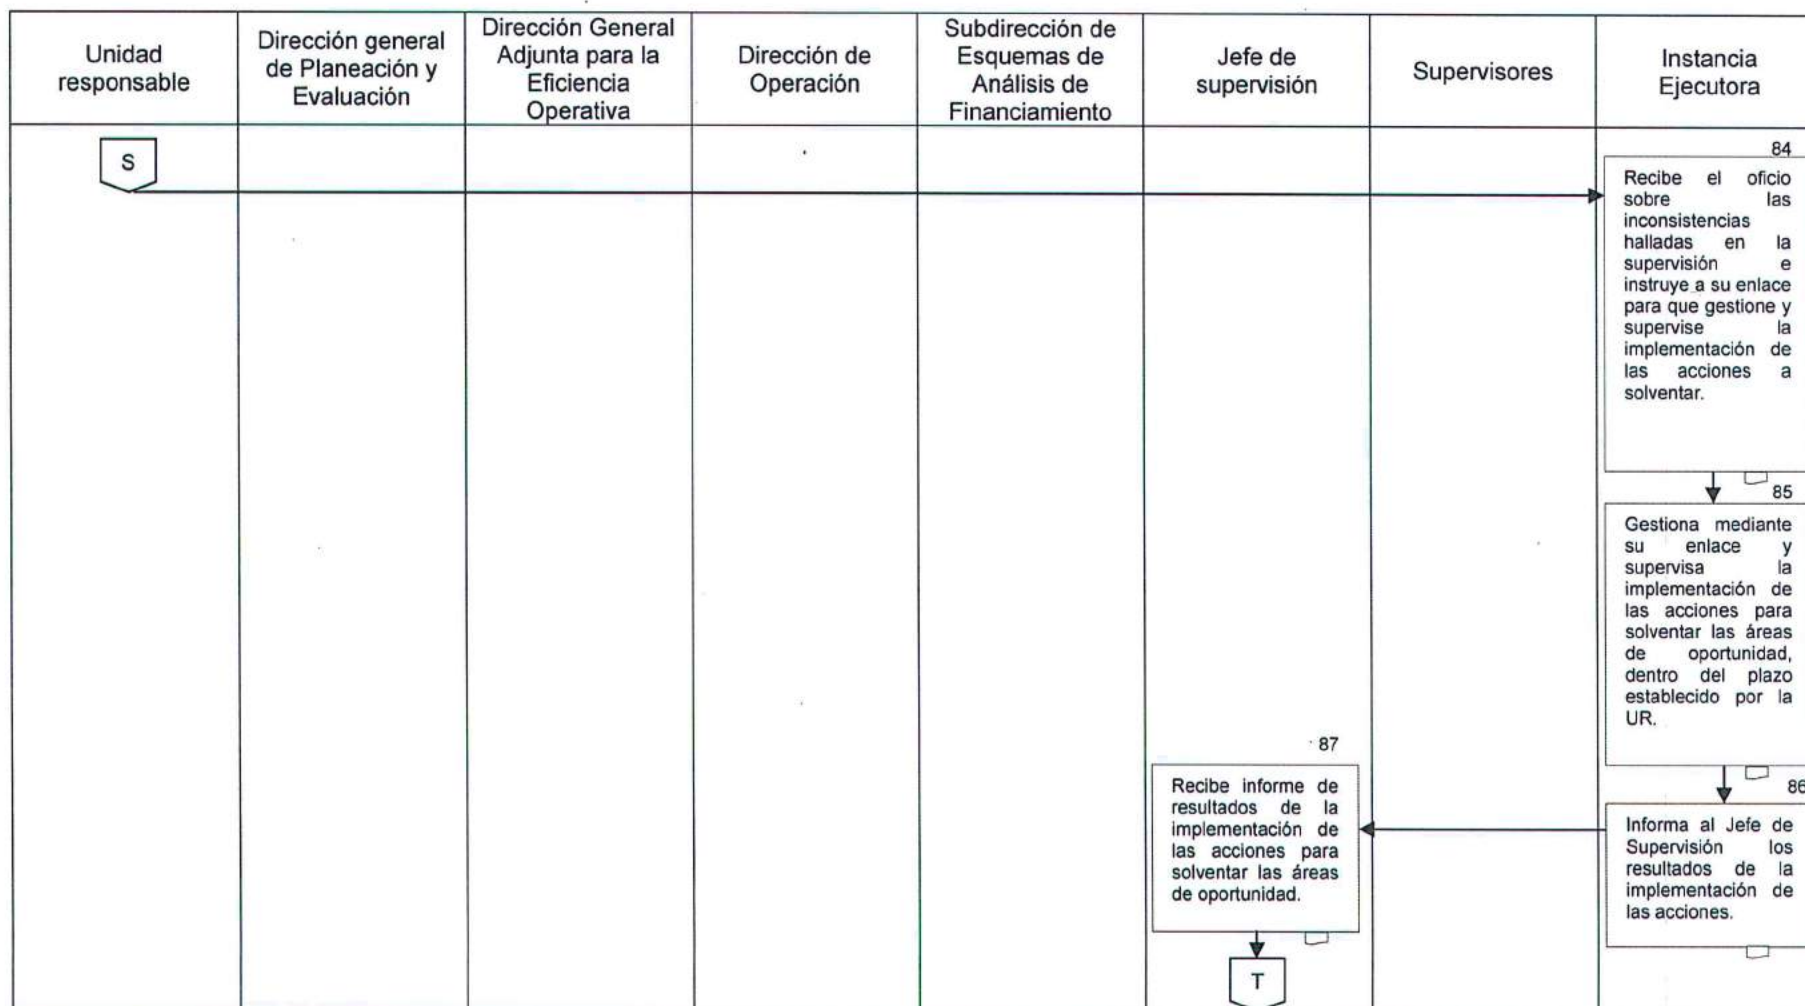 Unidad
responsable
Dirección general
de Planeación y
Evaluación
Dirección General
Adjunta para la
Eficiencia
Operativa
Dirección de
Operación
Subdirección de
Esquemas de
Análisis de
Financiamiento
Jefe de
supervisión
Supervisores
Instancia
Ejecutora
S
84
Recibe el oficio
sobre las
inconsistencias
halladas en la
supervisión e
instruye a su enlace
para que gestione y
supervise la
implementación de
las acciones a
solventar.
85
Gestiona mediante
su enlace y
supervisa la
implementación de
las acciones para
solventar las áreas
de oportunidad,
dentro del plazo
establecido por la
UR.
86
Informa al Jefe de
Supervisión los
resultados de la
implementación de
las acciones.
87
Recibe informe de
resultados de la
implementación de
las acciones para
solventar las áreas
de oportunidad.
T